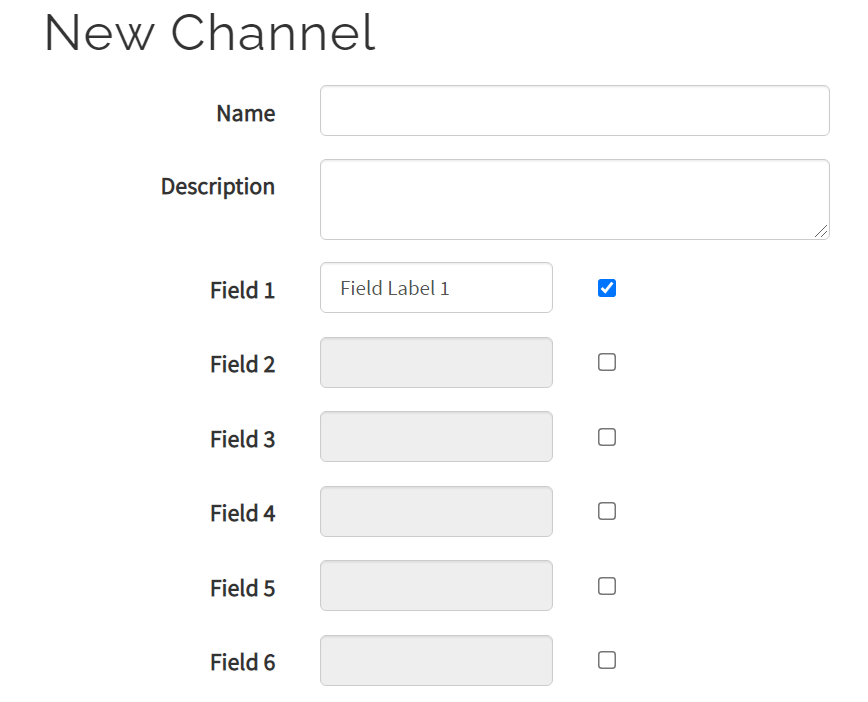 New Channel
Name
Description
Field 1 Field Label 1
Field 2
Field 3
Field 4
Field 5
Field 6